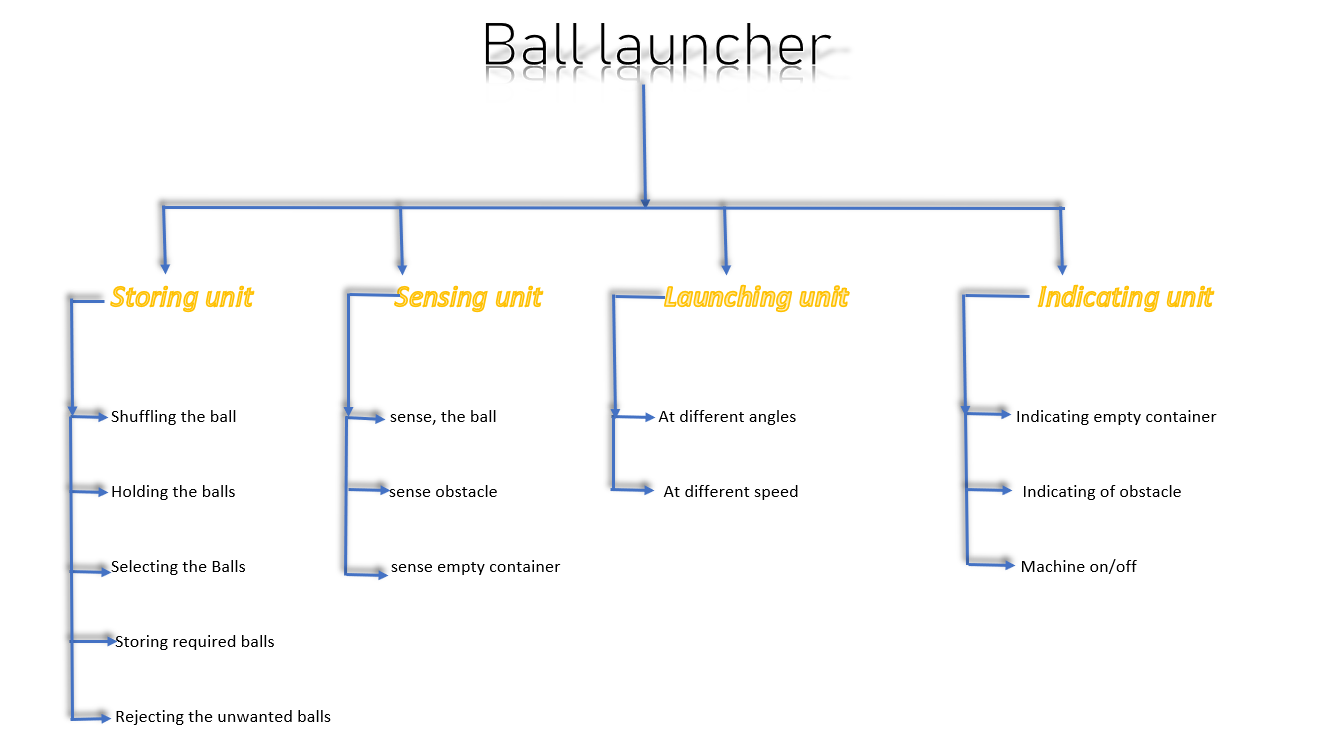 Ball launcher
Storing unit
Shuffling the ball
Holding the balls
Selecting the Balls
Storing required balls
Rejecting the unwanted balls
Sensing unit
sense, the ball
sense obstacle
sense empty container
Launching unit
At different angles
At different speed
Indicating unit
Indicating empty container
Indicating of obstacle
Machine on/off